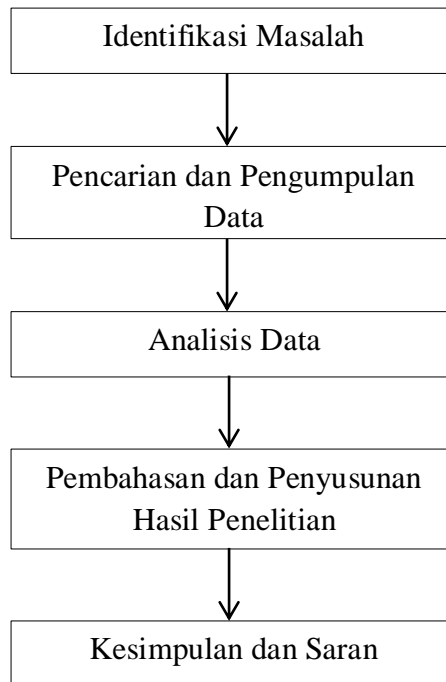 Identifikasi Masalah
Pencarian dan Pengumpulan
Data
Analisis Data
Pembahasan dan Penyusunan
Hasil Penelitian
Kesimpulan dan Saran